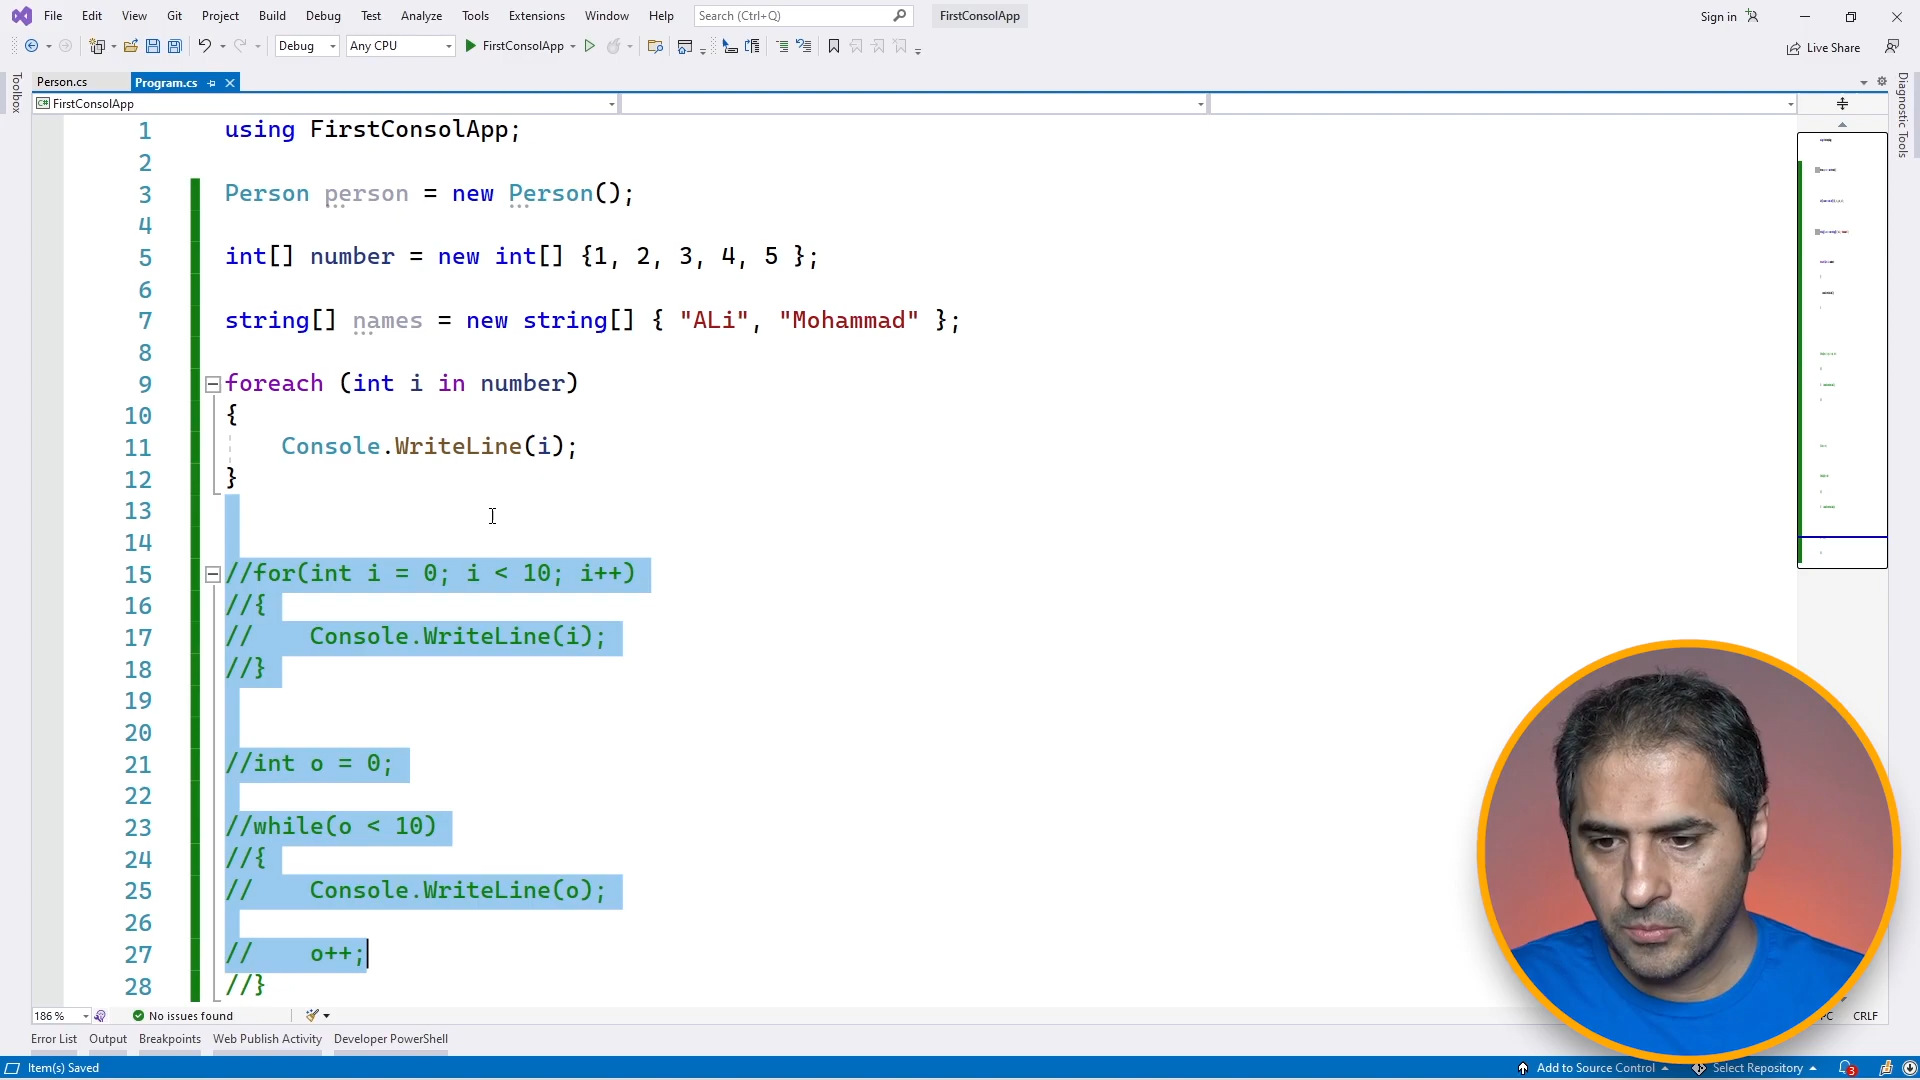 File Edit View Git Project Build Debug Test Analyze Tools Extensions Window Help Search (Ctrl+Q) FirstConsolApp Sign in
Debug Any CPU FirstConsolApp Live Share
Toolbox
Person.cs Program.cs
Diagnostic Tools
C# FirstConsolApp
1 using FirstConsolApp;
2
3 Person person = new Person();
4
5 int[] number = new int[] {1, 2, 3, 4, 5 };
6
7 string[] names = new string[] { "ALi", "Mohammad" };
8
9 foreach (int i in number)
10 {
11 Console.WriteLine(i);
12 }
13
14
15 //for(int i = 0; i < 10; i++)
16 //{
17 // Console.WriteLine(i);
18 //}
19
20
21 //int o = 0;
22
23 //while(o < 10)
24 //{
25 // Console.WriteLine(o);
26
27 // o++;
28 //}
186 % No issues found CRLF
Error List Output Breakpoints Web Publish Activity Developer PowerShell
Item(s) Saved Add to Source Control Select Repository 3